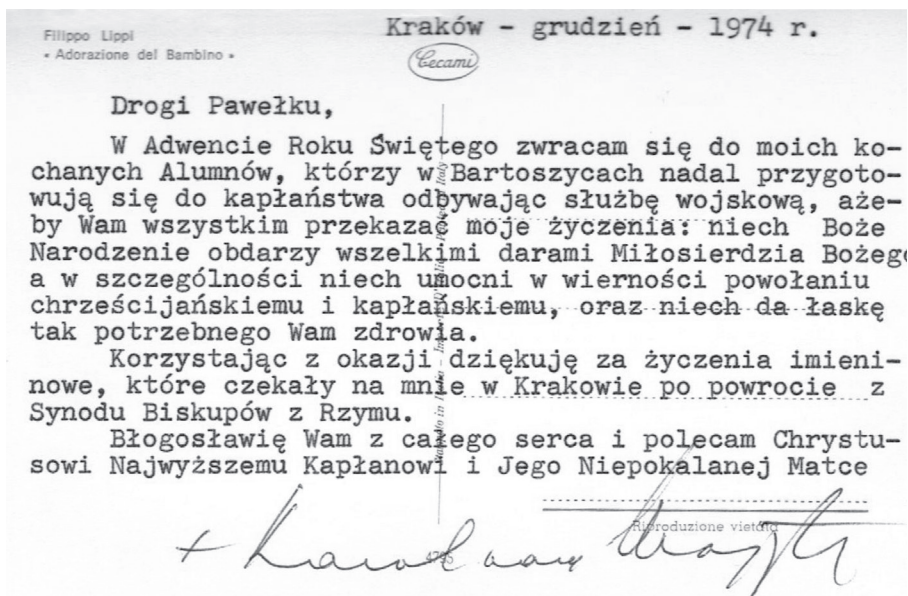 Filippo Lippi
« Adorazione del Bambino »
Kraków - grudzień - 1974 r.
Cecami
Drogi Pawełku,
W Adwencie Roku Świętego zwracam się do moich ko-
chanych Alumnów, którzy w Bartoszycach nadal przygoto-
wują się do kapłaństwa odbywając służbę wojskową, aże-
by Wam wszystkim przekazać moje życzenia: niech Boże
Narodzenie obdarzy wszelkimi darami Miłosierdzia Bożego
a w szczególności niech umocni w wierności powołaniu
chrześcijańskiemu i kapłańskiemu, oraz niech da łaskę
tak potrzebnego Wam zdrowia.
Korzystając z okazji dziękuję za życzenia imieni-
nowe, które czekały na mnie w Krakowie po powrocie z
Synodu Biskupów z Rzymu.
Błogosławię Wam z całego serca i polecam Chrystu-
sowi Najwyższemu Kapłanowi i Jego Niepokalanej Matce
Riproduzione vietata
+ Karol Wojtyła